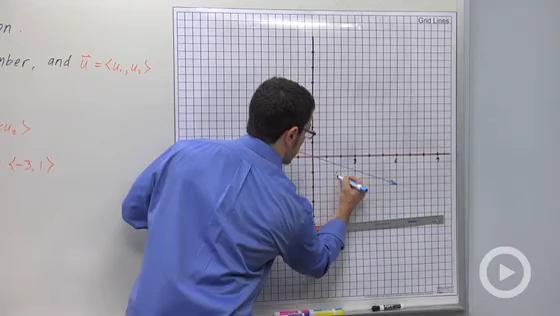 on.
mber, and u⃗ = ⟨u₁, u₂⟩
u₂⟩
⟨-3, 1⟩
Grid Lines